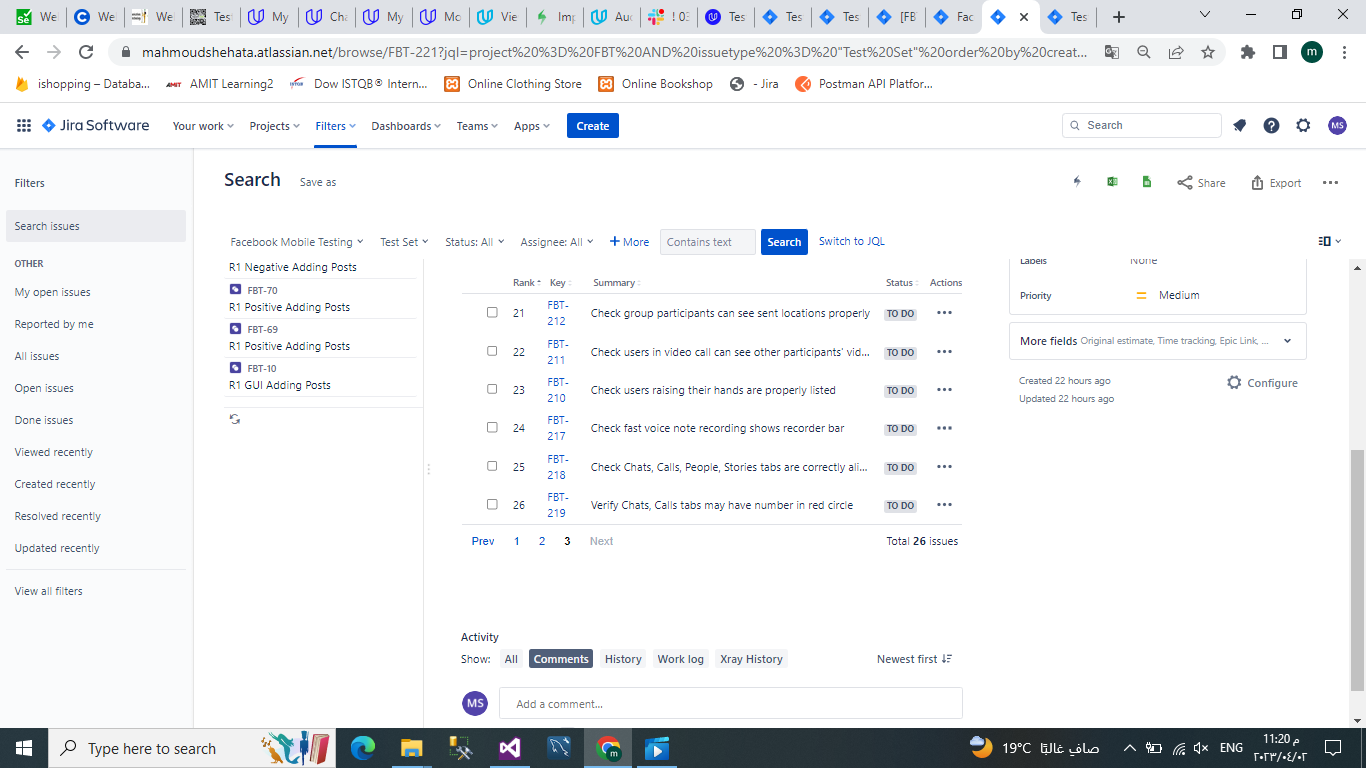 We
We
We
Test
My
Cha
My
Mo
Vie
Imp
Auc
! 03
Tes
Tes
Tes
[FB
Fac
Tes
mahmoudshehata.atlassian.net/browse/FBT-221?jql=project%20%3D%20FBT%20AND%20issuetype%20%3D%20"Test%20Set"%20order%20by%20creat...
m
ishopping – Databa...
AMIT Learning2
Dow ISTQB® Intern...
Online Clothing Store
Online Bookshop
- Jira
Postman API Platfor...
Jira Software
Your work
Projects
Filters
Dashboards
Teams
Apps
Create
Search
MS
Filters
Search issues
OTHER
My open issues
Reported by me
All issues
Open issues
Done issues
Viewed recently
Created recently
Resolved recently
Updated recently
View all filters
Search
Save as
Share
Export
Facebook Mobile Testing
Test Set
Status: All
Assignee: All
+ More
Contains text
Search
Switch to JQL
R1 Negative Adding Posts
FBT-70
R1 Positive Adding Posts
FBT-69
R1 Positive Adding Posts
FBT-10
R1 GUI Adding Posts
Rank Key Summary Status Actions
21 FBT-212 Check group participants can see sent locations properly TO DO
22 FBT-211 Check users in video call can see other participants' vid... TO DO
23 FBT-210 Check users raising their hands are properly listed TO DO
24 FBT-217 Check fast voice note recording shows recorder bar TO DO
25 FBT-218 Check Chats, Calls, People, Stories tabs are correctly ali... TO DO
26 FBT-219 Verify Chats, Calls tabs may have number in red circle TO DO
Prev 1 2 3 Next
Total 26 issues
Activity
Show: All Comments History Work log Xray History
Newest first
MS
Add a comment...
Labels None
Priority Medium
More fields Original estimate, Time tracking, Epic Link, ...
Created 22 hours ago
Updated 22 hours ago
Configure
Type here to search
19°C صاف غالبًا
ENG
11:20 م
٢٠٢٣/٠٤/٠٢